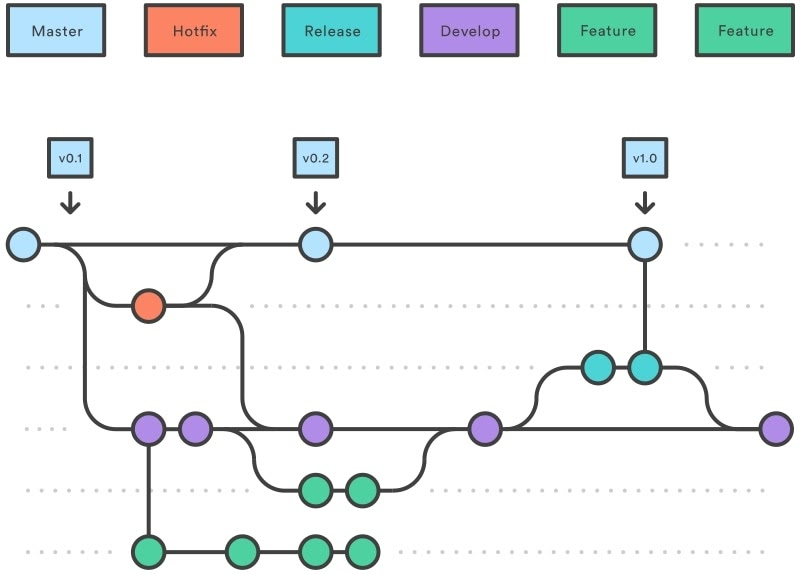 Master
Hotfix
Release
Develop
Feature
Feature
v0.1
v0.2
v1.0